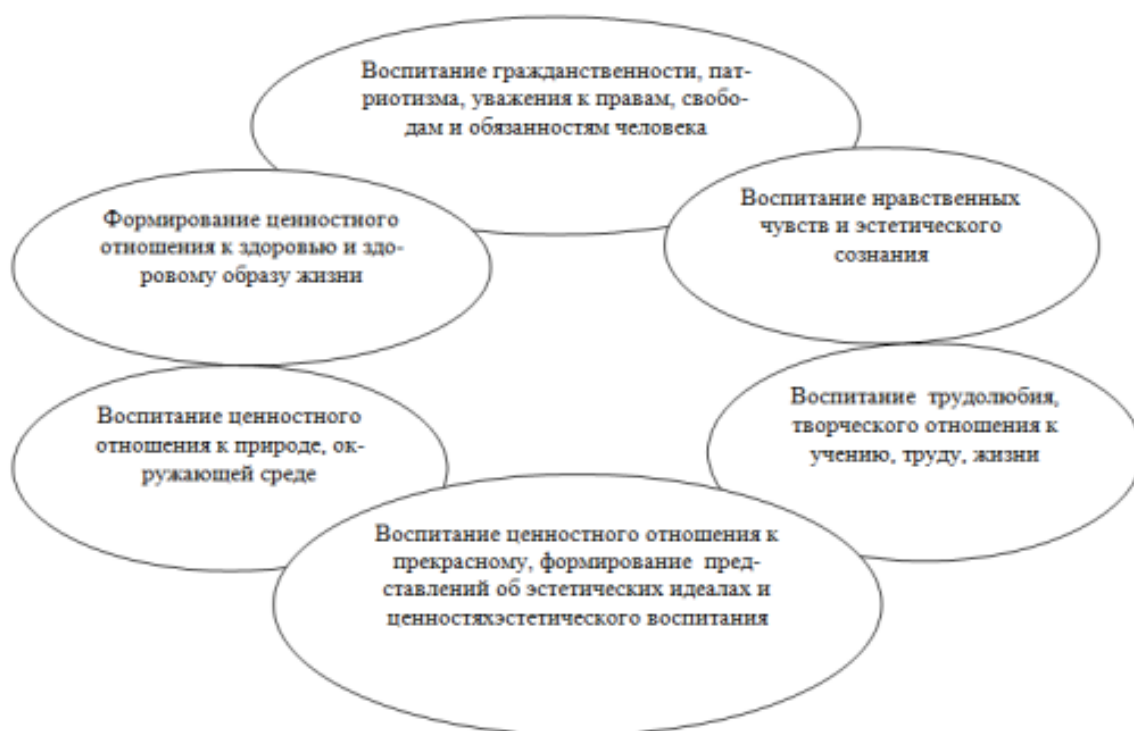 Воспитание гражданственности, пат-
риотизма, уважения к правам, свобо-
дам и обязанностям человека
Формирование ценностного
отношения к здоровью и здо-
ровому образу жизни
Воспитание нравственных
чувств и эстетического
сознания
Воспитание ценностного
отношения к природе, ок-
ружающей среде
Воспитание трудолюбия,
творческого отношения к
учению, труду, жизни
Воспитание ценностного отношения к
прекрасному, формирование пред-
ставлений об эстетических идеалах и
ценностяхэстетического воспитания